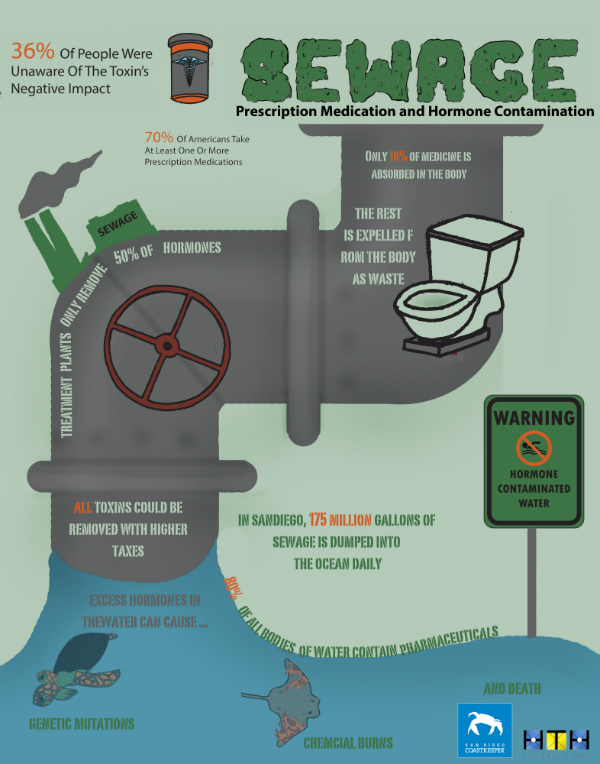 36% Of People Were
Unaware Of The Toxin's
Negative Impact
SEWAGE
Prescription Medication and Hormone Contamination
70% Of Americans Take
At Least One Or More
Prescription Medications
ONLY 10% OF MEDICINE IS
ABSORBED IN THE BODY
THE REST
IS EXPELLED F
ROM THE BODY
AS WASTE
SEWAGE
TREATMENT PLANTS ONLY REMOVE 50% OF HORMONES
WARNING
HORMONE
CONTAMINATED
WATER
ALL TOXINS COULD BE
REMOVED WITH HIGHER
TAXES
IN SANDIEGO, 175 MILLION GALLONS OF
SEWAGE IS DUMPED INTO
THE OCEAN DAILY
80% OF ALL BODIES OF WATER CONTAIN PHARMACEUTICALS
EXCESS HORMONES IN
THEWATER CAN CAUSE ...
GENETIC MUTATIONS
CHEMCIAL BURNS
AND DEATH
SAN DIEGO
COASTKEEPER
HTH